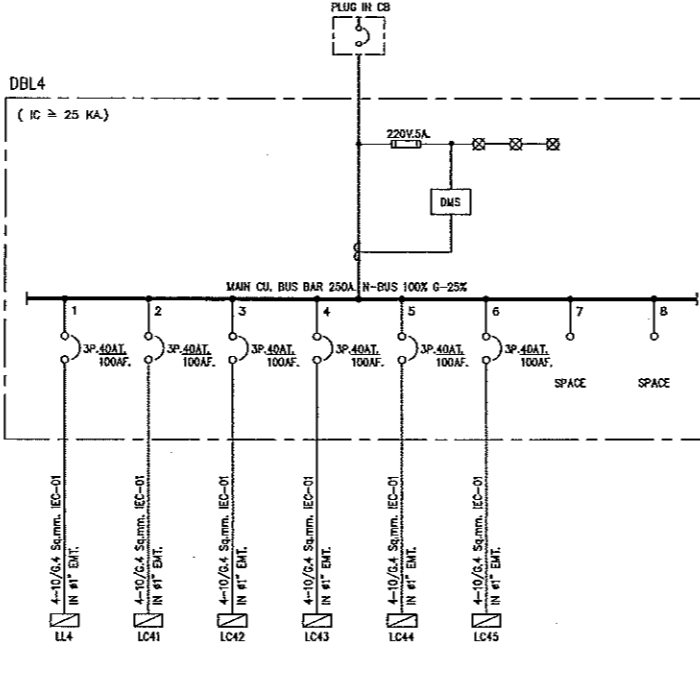 PLUG IN CB
DBL4
( IC ≥ 25 KA.)
220V.5A.
DMS
MAIN CU. BUS BAR 250A. N-BUS 100% G-25%
1 2 3 4 5 6 7 8
3P.40AT. 3P.40AT. 3P.40AT. 3P.40AT. 3P.40AT. 3P.40AT.
100AF. 100AF. 100AF. 100AF. 100AF. 100AF.
SPACE SPACE
4-10/G.4 Sq.mm. IEC-01
IN ø1" EMT.
4-10/G.4 Sq.mm. IEC-01
IN ø1" EMT.
4-10/G.4 Sq.mm. IEC-01
IN ø1" EMT.
4-10/G.4 Sq.mm. IEC-01
IN ø1" EMT.
4-10/G.4 Sq.mm. IEC-01
IN ø1" EMT.
4-10/G.4 Sq.mm. IEC-01
IN ø1" EMT.
LL4 LC41 LC42 LC43 LC44 LC45